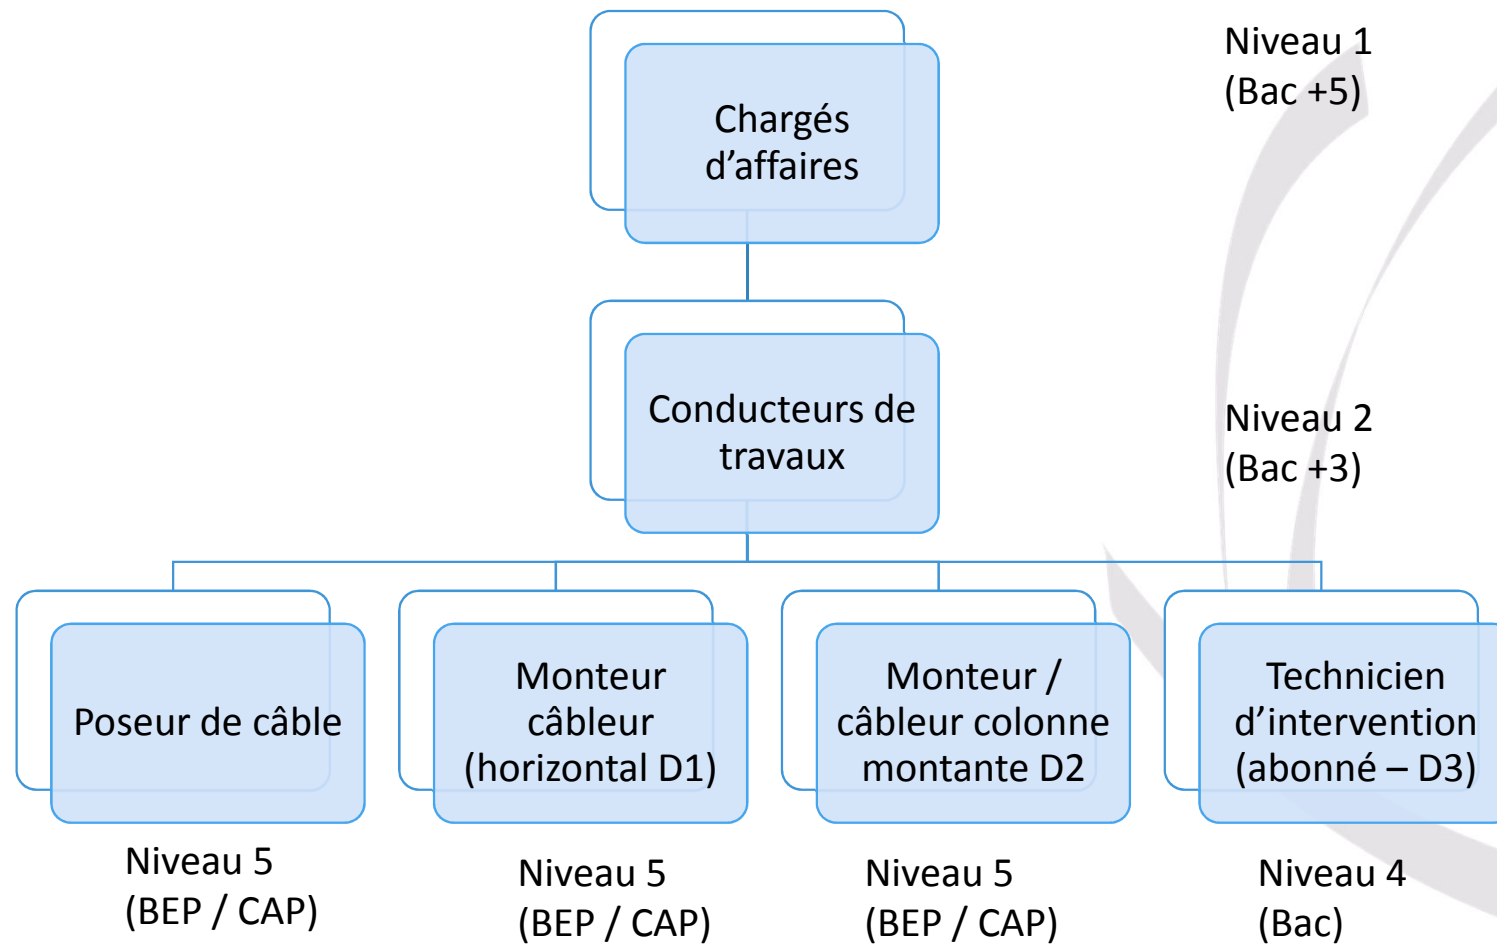 Niveau 1
(Bac +5)
Chargés
d’affaires
Conducteurs de
travaux
Niveau 2
(Bac +3)
Poseur de câble
Monteur
câbleur
(horizontal D1)
Monteur /
câbleur colonne
montante D2
Technicien
d’intervention
(abonné – D3)
Niveau 5
(BEP / CAP)
Niveau 5
(BEP / CAP)
Niveau 5
(BEP / CAP)
Niveau 4
(Bac)